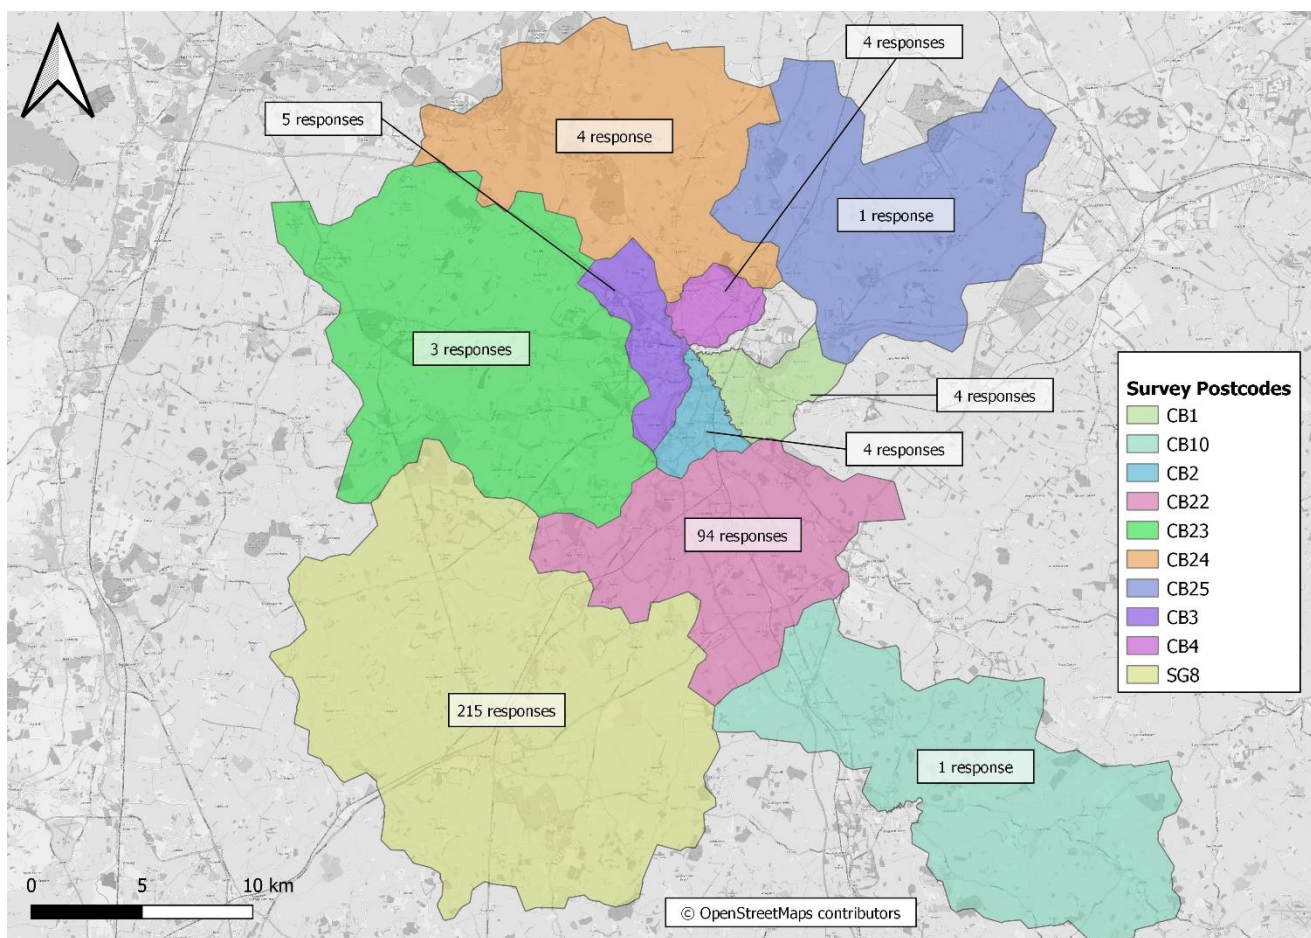 4 responses
5 responses
4 response
1 response
3 responses
4 responses
4 responses
94 responses
215 responses
1 response
Survey Postcodes
CB1
CB10
CB2
CB22
CB23
CB24
CB25
CB3
CB4
SG8
0 5 10 km
© OpenStreetMaps contributors